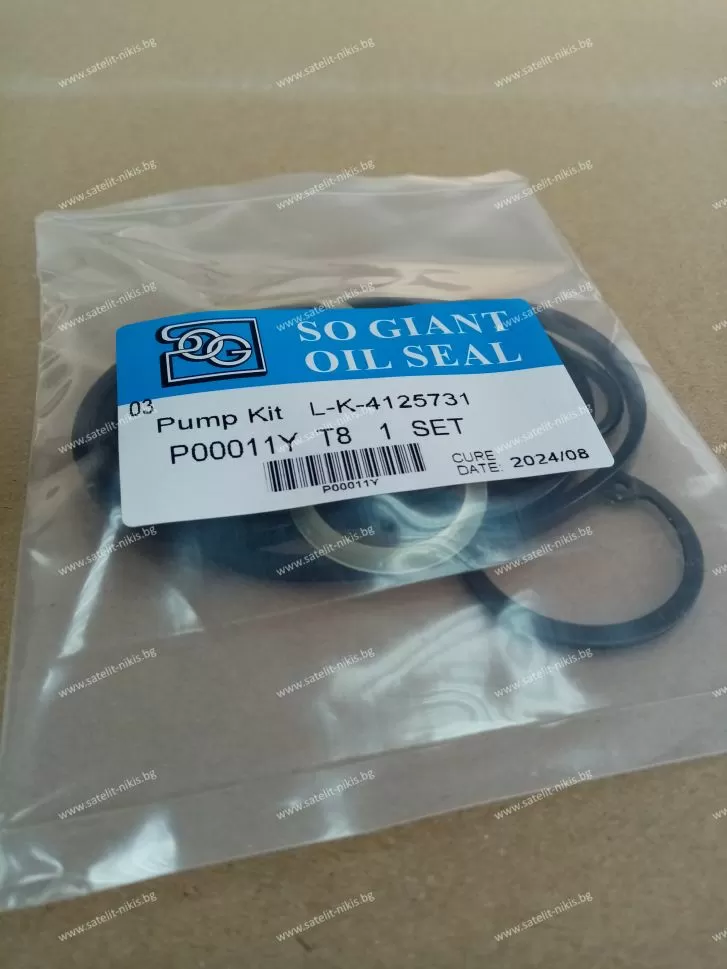 SOG
SO GIANT
OIL SEAL
03
Pump Kit L-K-4125731
P00011Y T8 1 SET
P00011Y
CURE
DATE: 2024/08
www.satelit-nikis.bg